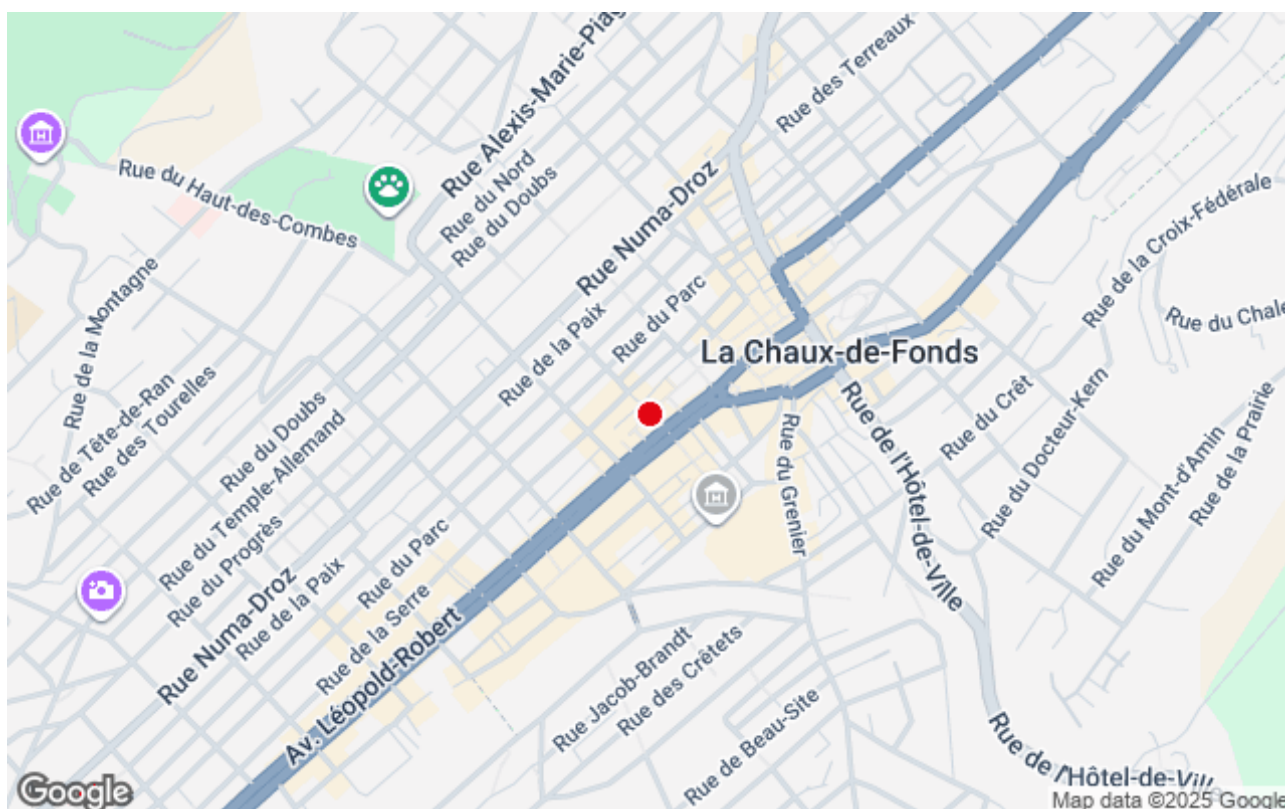 Rue Alexis-Marie-Piag
Rue des Terreaux
Rue du Haut-des-Combes
Rue du Nord
Rue du Doubs
Rue Numa-Droz
Rue de la Croix-Fédérale
Rue du Chale
Rue de la Montagne
Rue du Parc
Rue de la Paix
La Chaux-de-Fonds
Rue de Tête-de-Ran
Rue des Tourelles
Rue du Doubs
Rue du Temple-Allemand
Rue du Progrès
Rue Numa-Droz
Rue de la Paix
Rue du Parc
Rue de la Serre
Av. Léopold-Robert
Rue du Grenier
Rue de l'Hôtel-de-Ville
Rue du Crêt
Rue du Docteur-Kern
Rue du Mont-d'Amin
Rue de la Prairie
Rue Jacob-Brandt
Rue des Crêtets
Rue de Beau-Site
Rue de l'Hôtel-de-Ville
Google
Map data ©2025 Google